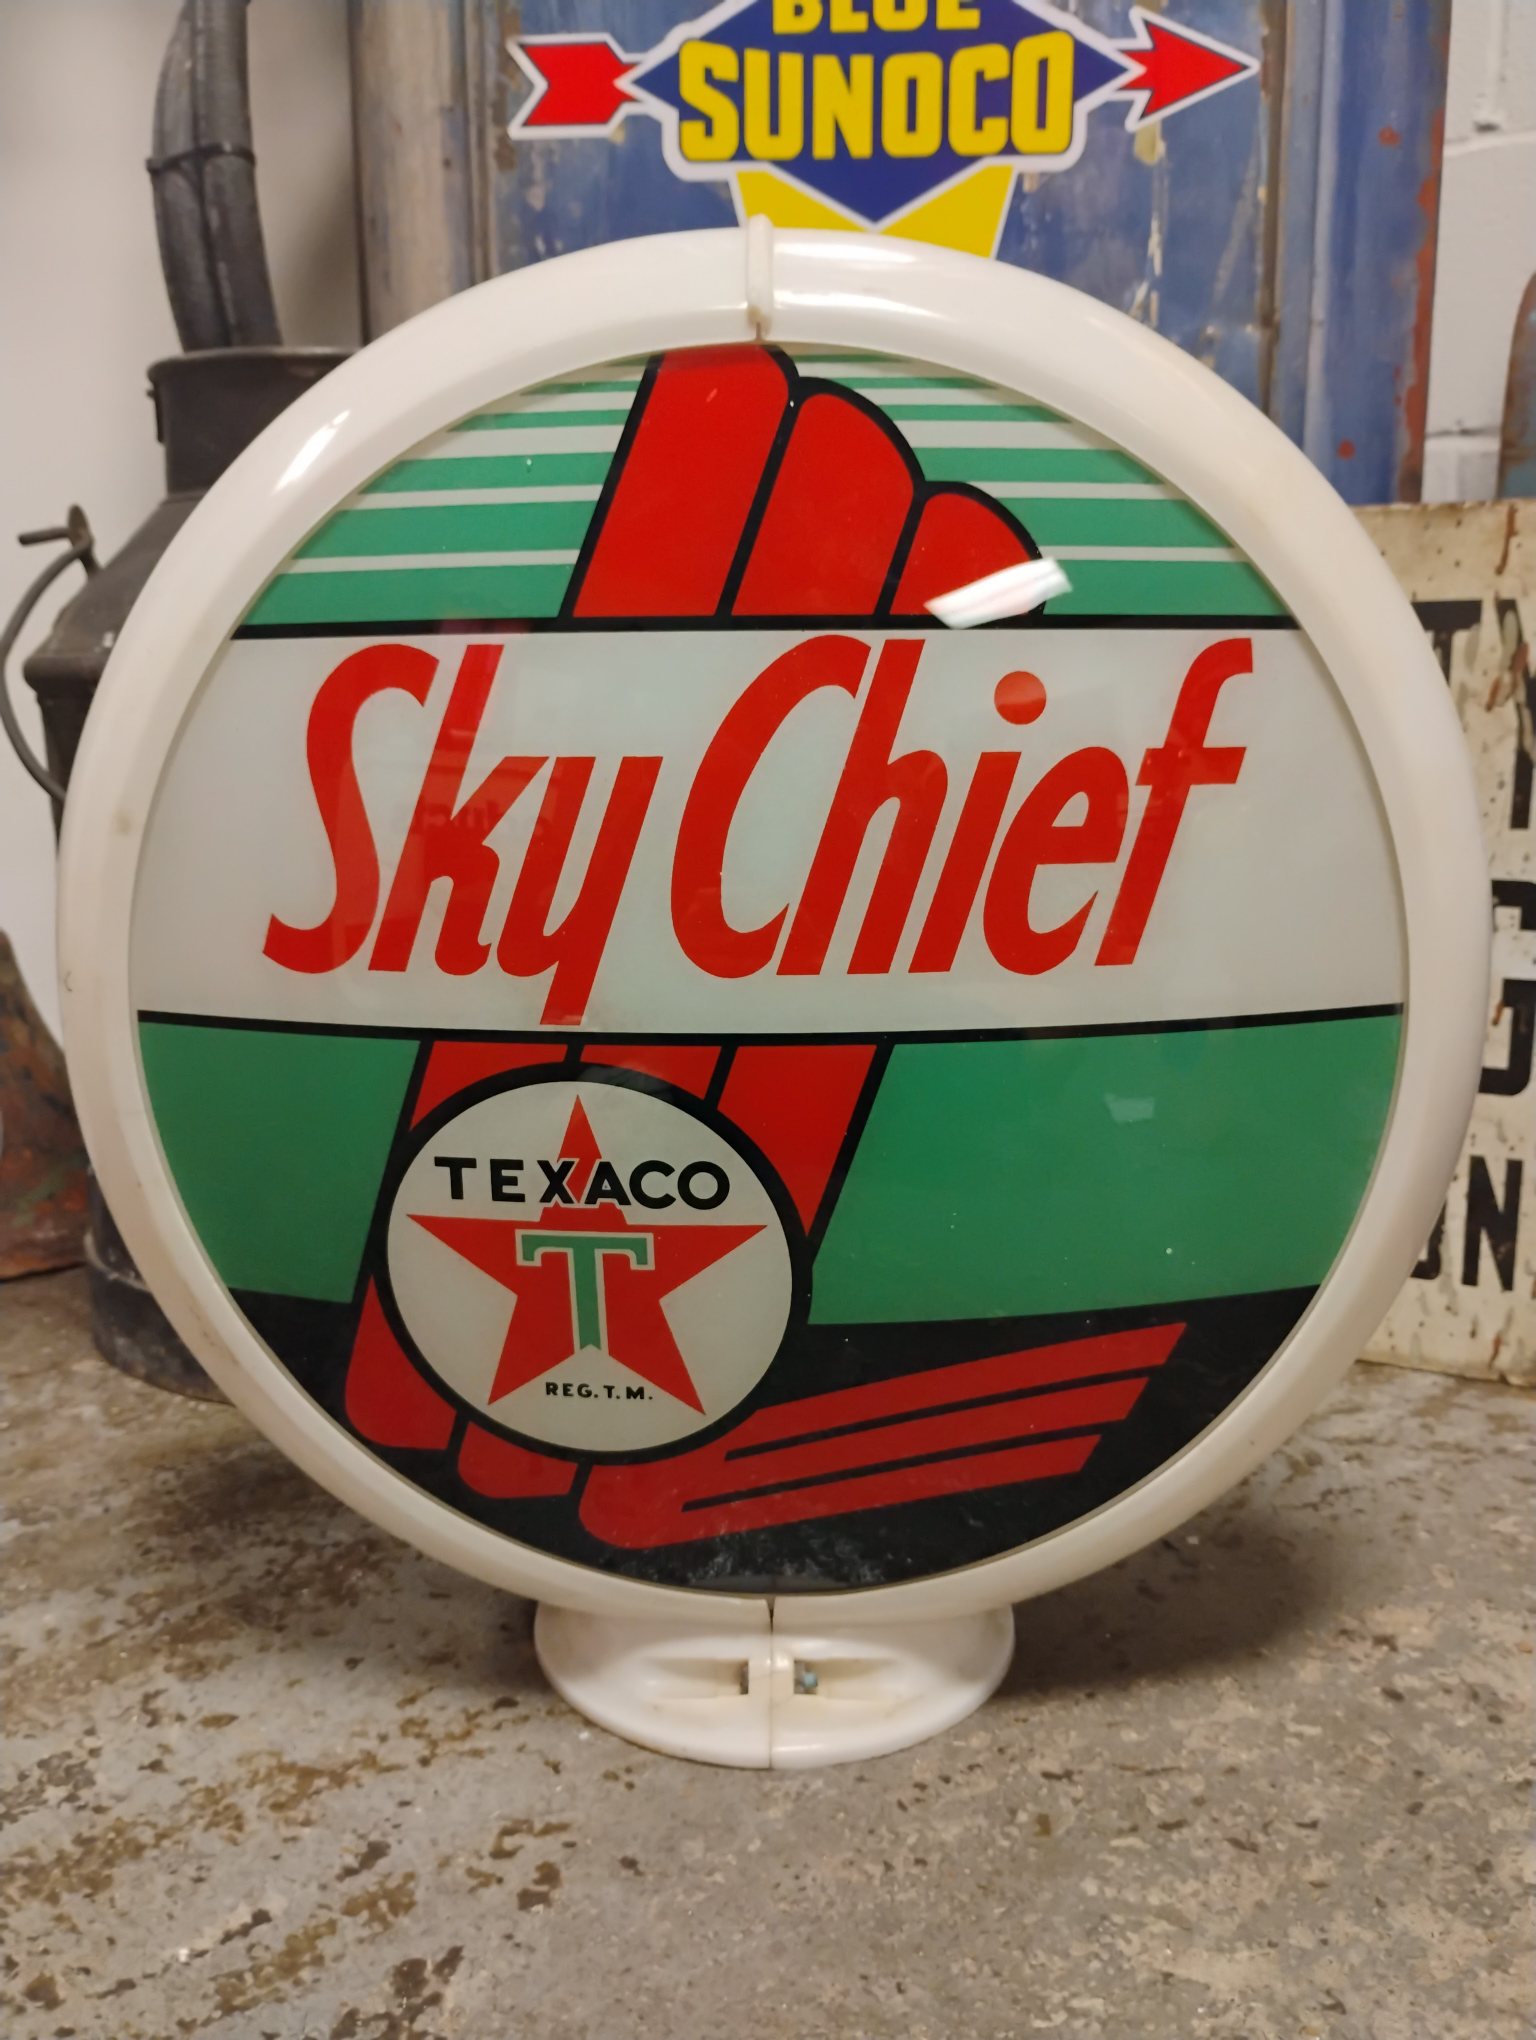 BLUE
SUNOCO
Sky Chief
TEXACO
T
REG. T. M.